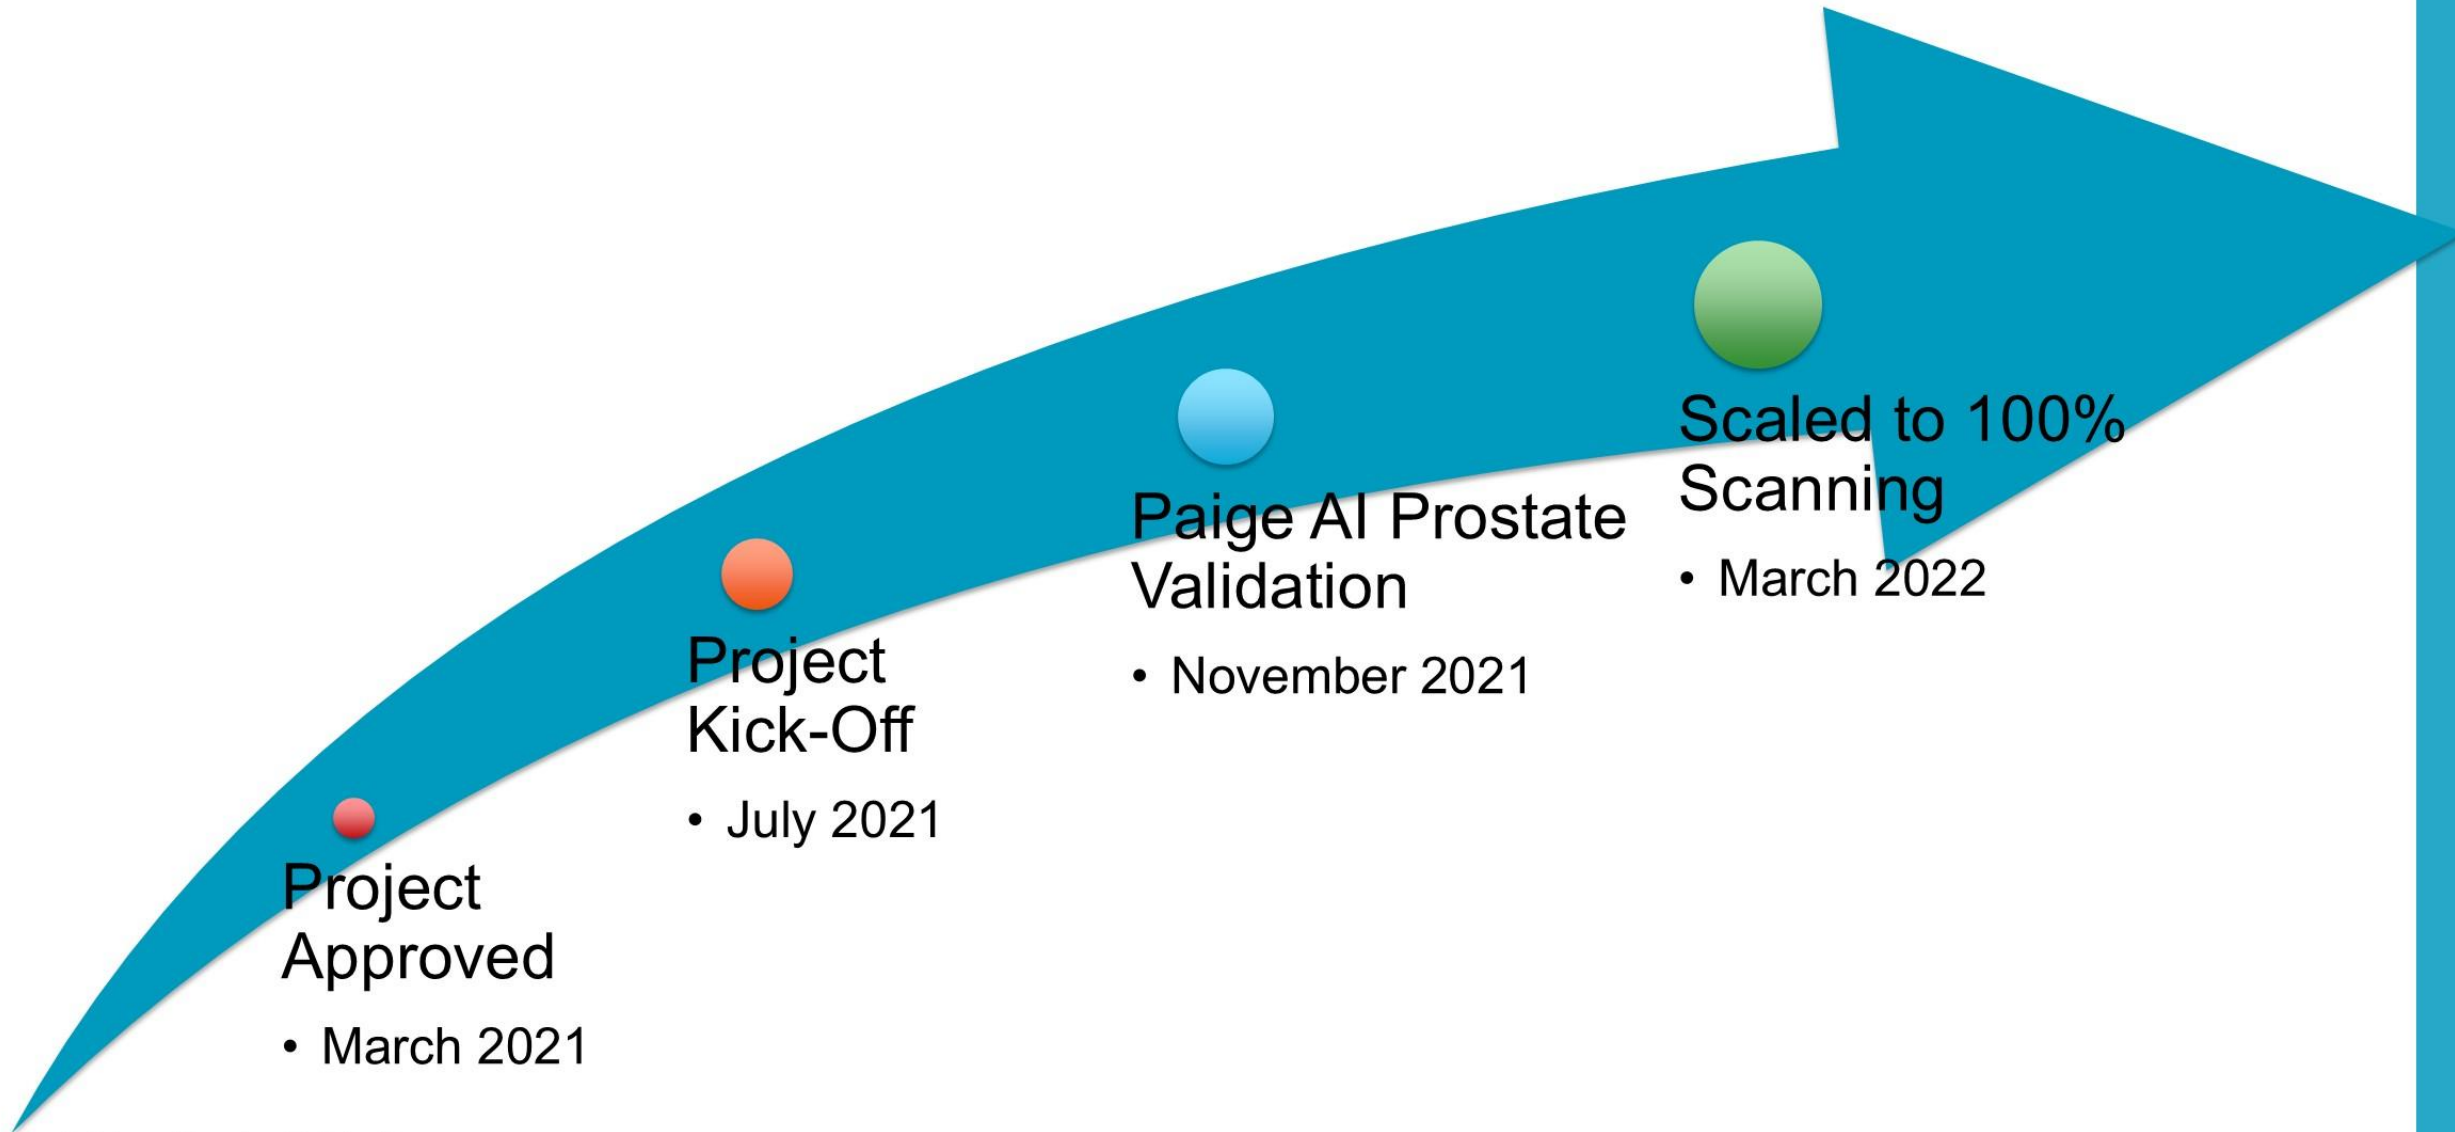 Project
Approved
• March 2021
Project
Kick-Off
• July 2021
Paige AI Prostate
Validation
• November 2021
Scaled to 100%
Scanning
• March 2022